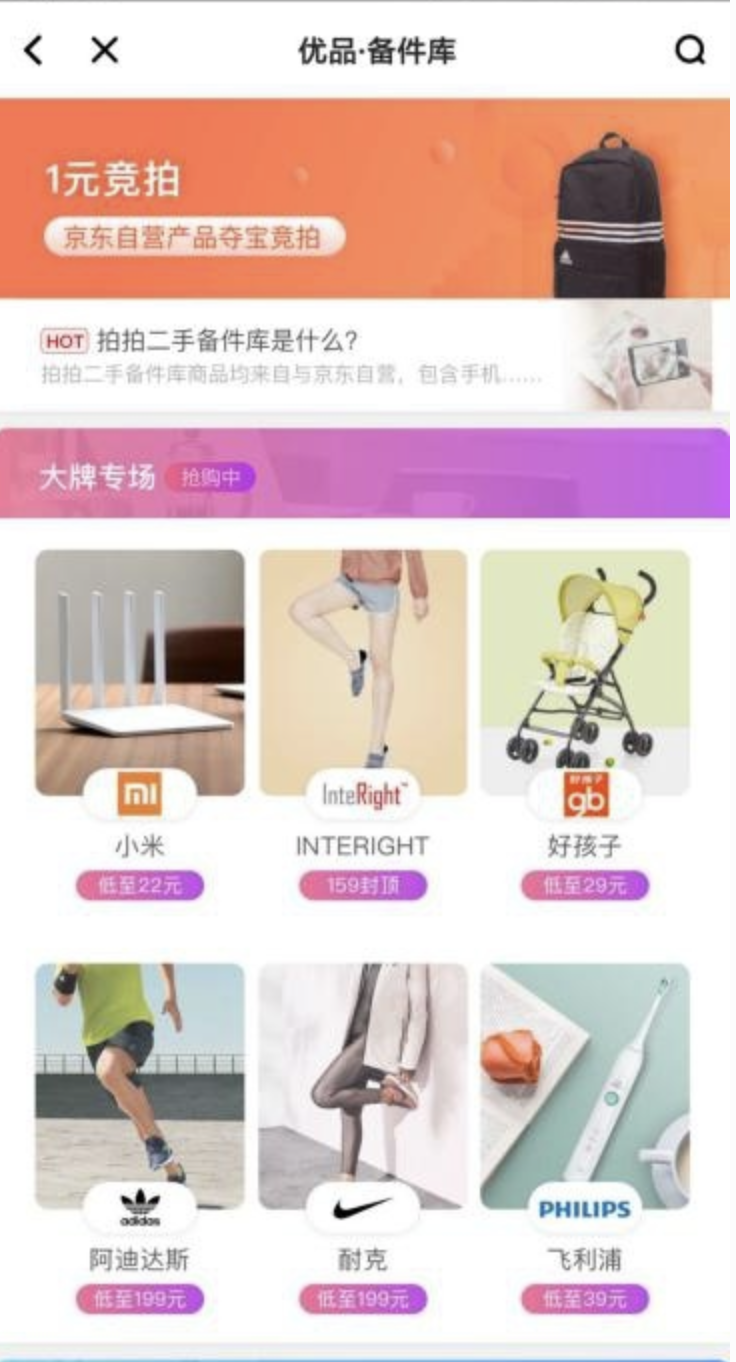 优品·备件库
1元竞拍
京东自营产品夺宝竞拍
HOT 拍拍二手备件库是什么?
拍拍二手备件库商品均来自与京东自营，包含手机……
大牌专场 抢购中
mi
InteRight™
好孩子
gb
小米
INTERIGHT
好孩子
低至22元
159封顶
低至29元
adidas
PHILIPS
阿迪达斯
耐克
飞利浦
低至199元
低至199元
低至39元